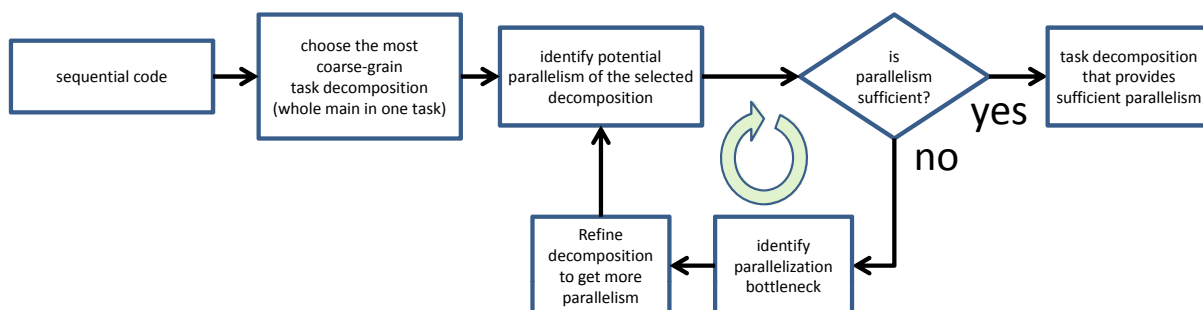 sequential code
choose the most
coarse-grain
task decomposition
(whole main in one task)
identify potential
parallelism of the selected
decomposition
is
parallelism
sufficient?
yes
task decomposition
that provides
sufficient parallelism
no
identify
parallelization
bottleneck
Refine
decomposition
to get more
parallelism